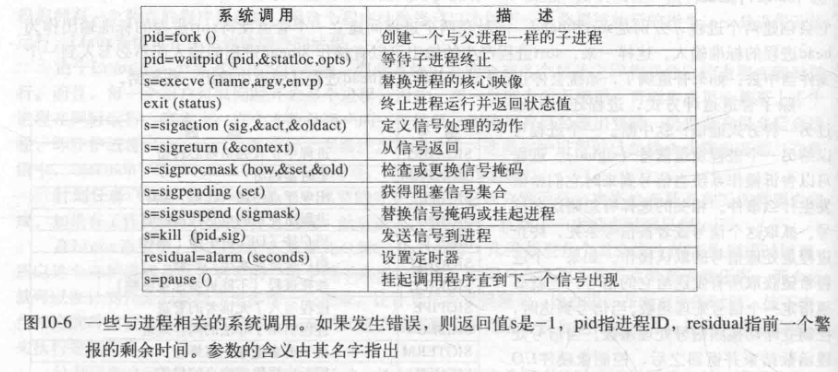 系统调用 描述
pid=fork () 创建一个与父进程一样的子进程
pid=waitpid (pid,&statloc,opts) 等待子进程终止
s=execve (name,argv,envp) 替换进程的核心映像
exit (status) 终止进程运行并返回状态值
s=sigaction (sig,&act,&oldact) 定义信号处理的动作
s=sigreturn (&context) 从信号返回
s=sigprocmask (how,&set,&old) 检查或更换信号掩码
s=sigpending (set) 获得阻塞信号集合
s=sigsuspend (sigmask) 替换信号掩码或挂起进程
s=kill (pid,sig) 发送信号到进程
residual=alarm (seconds) 设置定时器
s=pause () 挂起调用程序直到下一个信号出现
图10-6 一些与进程相关的系统调用。如果发生错误，则返回值s是−1，pid指进程ID，residual指前一个警
报的剩余时间。参数的含义由其名字指出